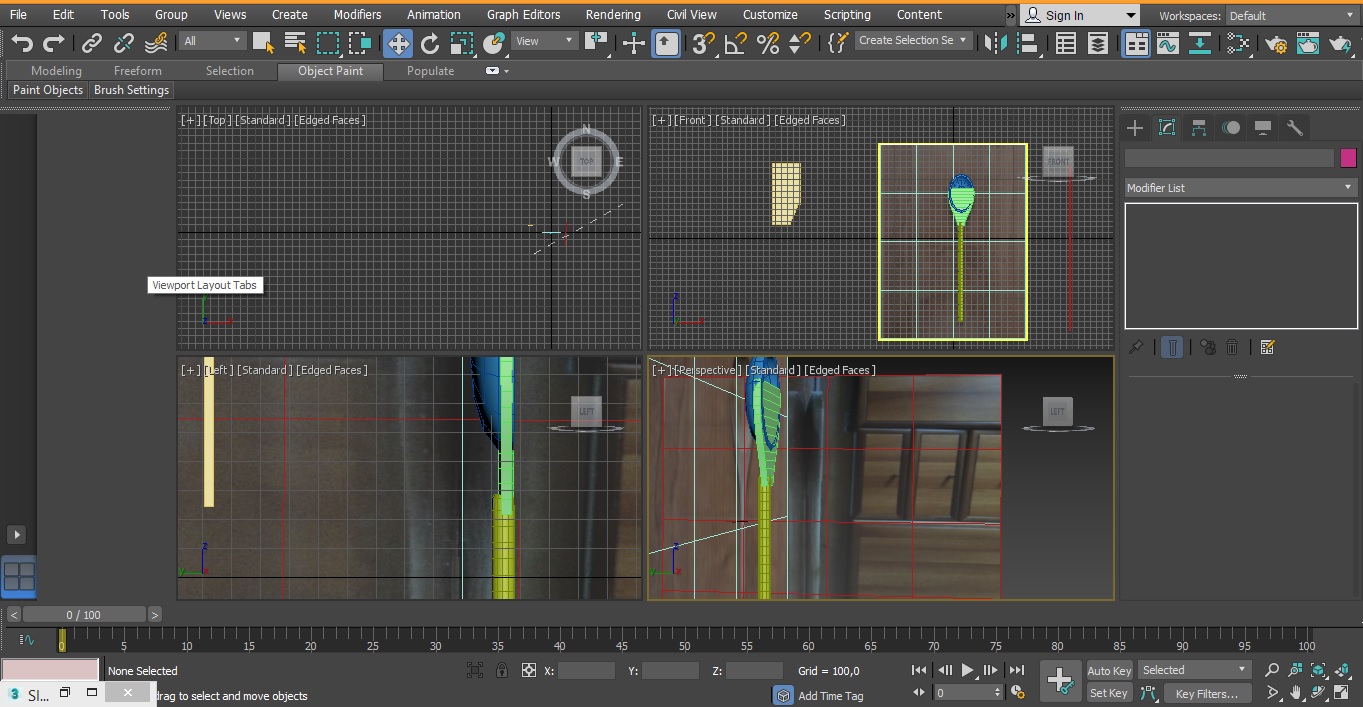 File Edit Tools Group Views Create Modifiers Animation Graph Editors Rendering Civil View Customize Scripting Content » Sign In Workspaces: Default
All View 3 Create Selection Se
Modeling Freeform Selection Object Paint Populate
Paint Objects Brush Settings
[+] [Top] [Standard] [Edged Faces]
N
W TOP E
S
[+] [Front] [Standard] [Edged Faces]
FRONT
Modifier List
Viewport Layout Tabs
[+] [Left] [Standard] [Edged Faces]
LEFT
[+] [Perspective] [Standard] [Edged Faces]
LEFT
z
y x
z
y x
< 0 / 100 >
0 5 10 15 20 25 30 35 40 45 50 55 60 65 70 75 80 85 90 95 100
None Selected X: Y: Z: Grid = 100,0 Auto Key Selected
3 Sl... drag to select and move objects Add Time Tag 0 Set Key Key Filters...